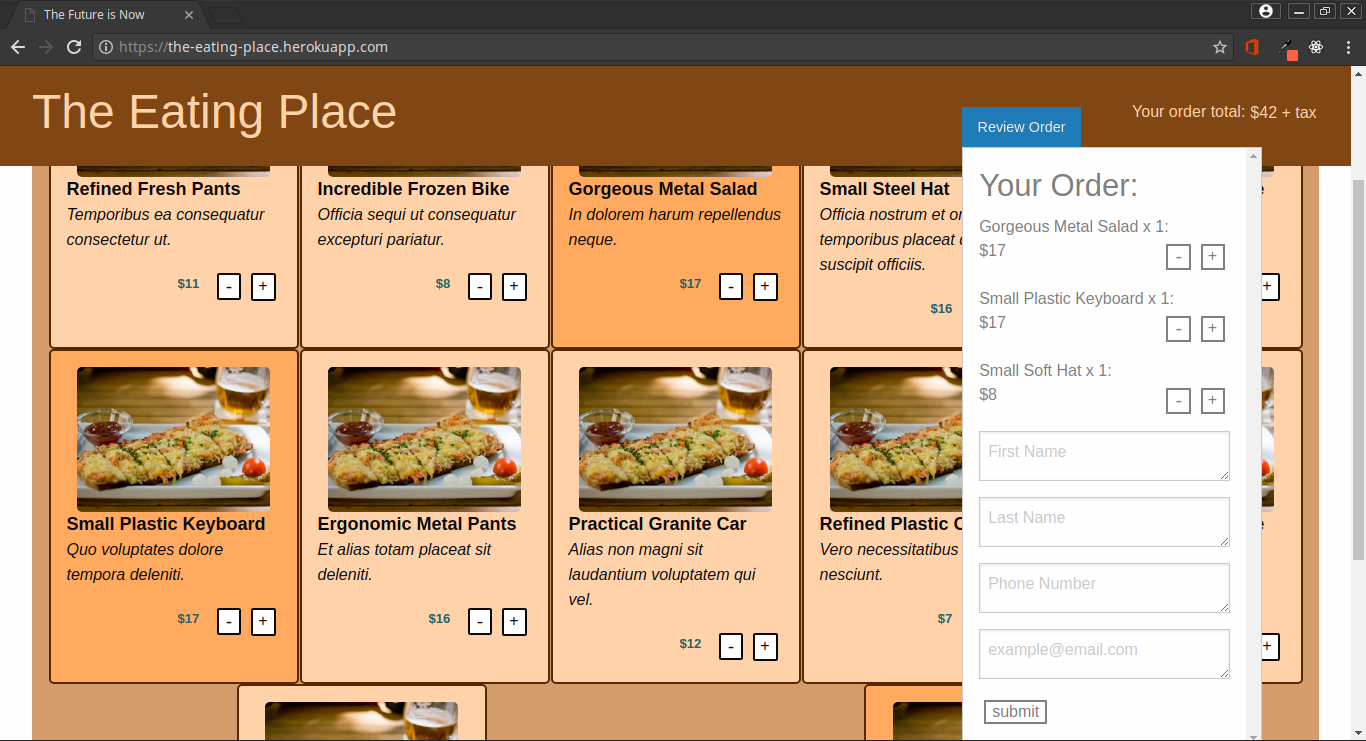 The Future is Now
https://the-eating-place.herokuapp.com
The Eating Place
Review Order
Your order total: $42 + tax
Refined Fresh Pants
Temporibus ea consequatur
consectetur ut.
$11
-
+
Incredible Frozen Bike
Officia sequi ut consequatur
excepturi pariatur.
$8
-
+
Gorgeous Metal Salad
In dolorem harum repellendus
neque.
$17
-
+
Small Steel Hat
Officia nostrum et
temporibus placeat
suscipit officiis.
$16
+
Small Plastic Keyboard
Quo voluptates dolore
tempora deleniti.
$17
-
+
Ergonomic Metal Pants
Et alias totam placeat sit
deleniti.
$16
-
+
Practical Granite Car
Alias non magni sit
laudantium voluptatem qui
vel.
$12
-
+
Refined Plastic
Vero necessitatibus
nesciunt.
$7
+
Your Order:
Gorgeous Metal Salad x 1:
$17
-
+
Small Plastic Keyboard x 1:
$17
-
+
Small Soft Hat x 1:
$8
-
+
First Name
Last Name
Phone Number
example@email.com
submit